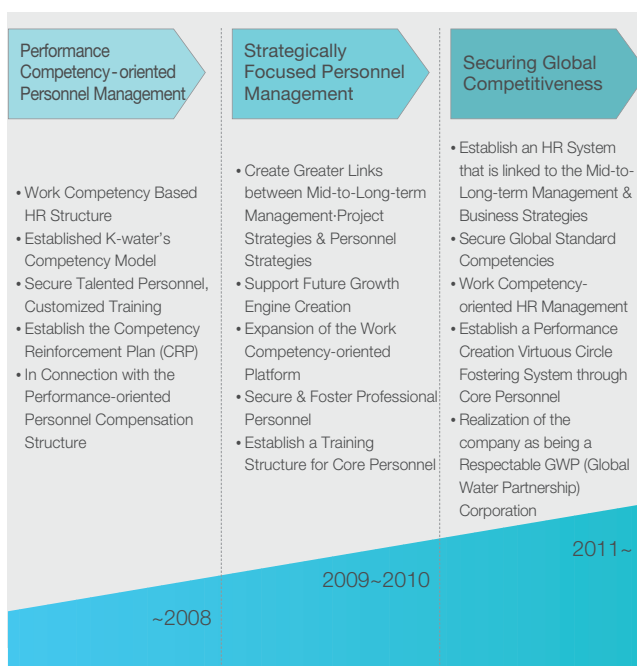 Performance
Competency-oriented
Personnel Management
• Work Competency Based
HR Structure
• Established K-water's
Competency Model
• Secure Talented Personnel,
Customized Training
• Establish the Competency
Reinforcement Plan (CRP)
• In Connection with the
Performance-oriented
Personnel Compensation
Structure
~2008
Strategically
Focused Personnel
Management
• Create Greater Links
between Mid-to-Long-term
Management·Project
Strategies & Personnel
Strategies
• Support Future Growth
Engine Creation
• Expansion of the Work
Competency-oriented
Platform
• Secure & Foster Professional
Personnel
• Establish a Training
Structure for Core Personnel
2009~2010
Securing Global
Competitiveness
• Establish an HR System
that is linked to the Mid-to-
Long-term Management &
Business Strategies
• Secure Global Standard
Competencies
• Work Competency-
oriented HR Management
• Establish a Performance
Creation Virtuous Circle
Fostering System through
Core Personnel
• Realization of the
company as being a
Respectable GWP (Global
Water Partnership)
Corporation
2011~